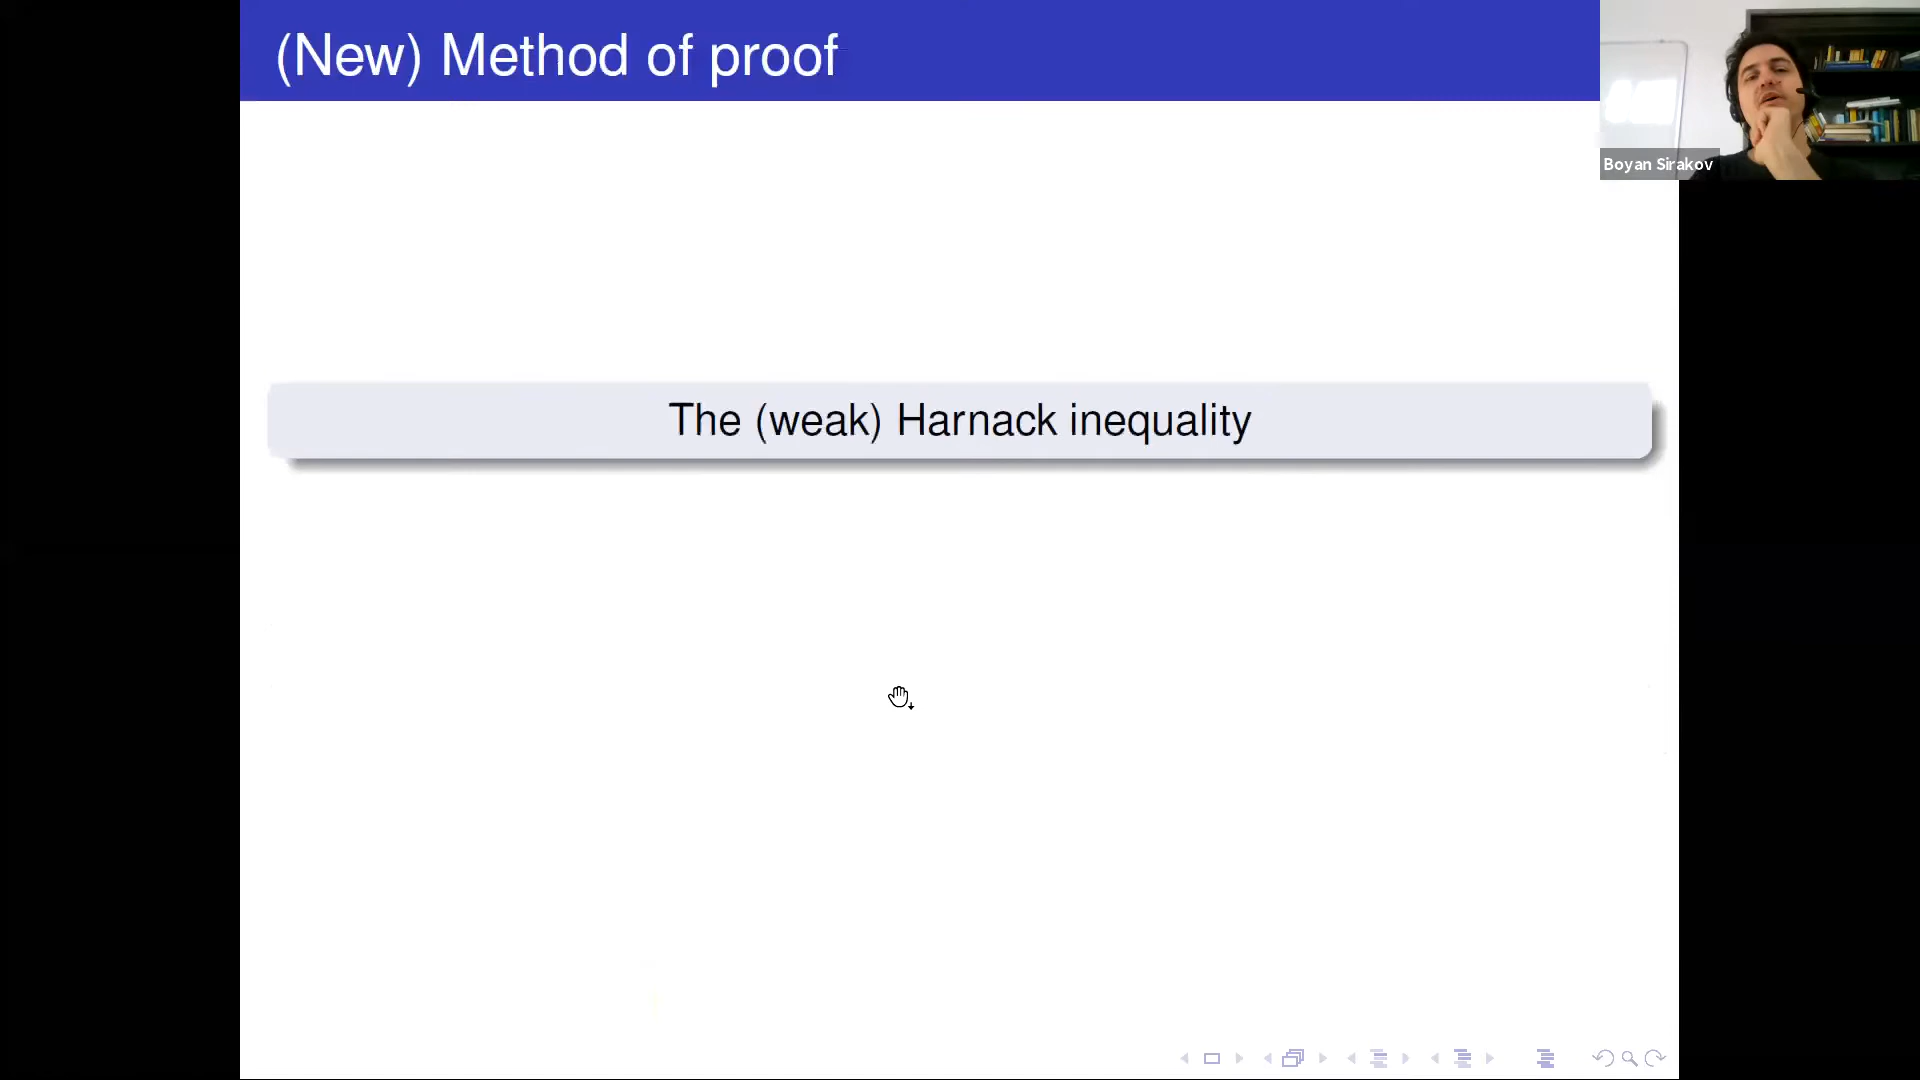 (New) Method of proof
Boyan Sirakov
The (weak) Harnack inequality